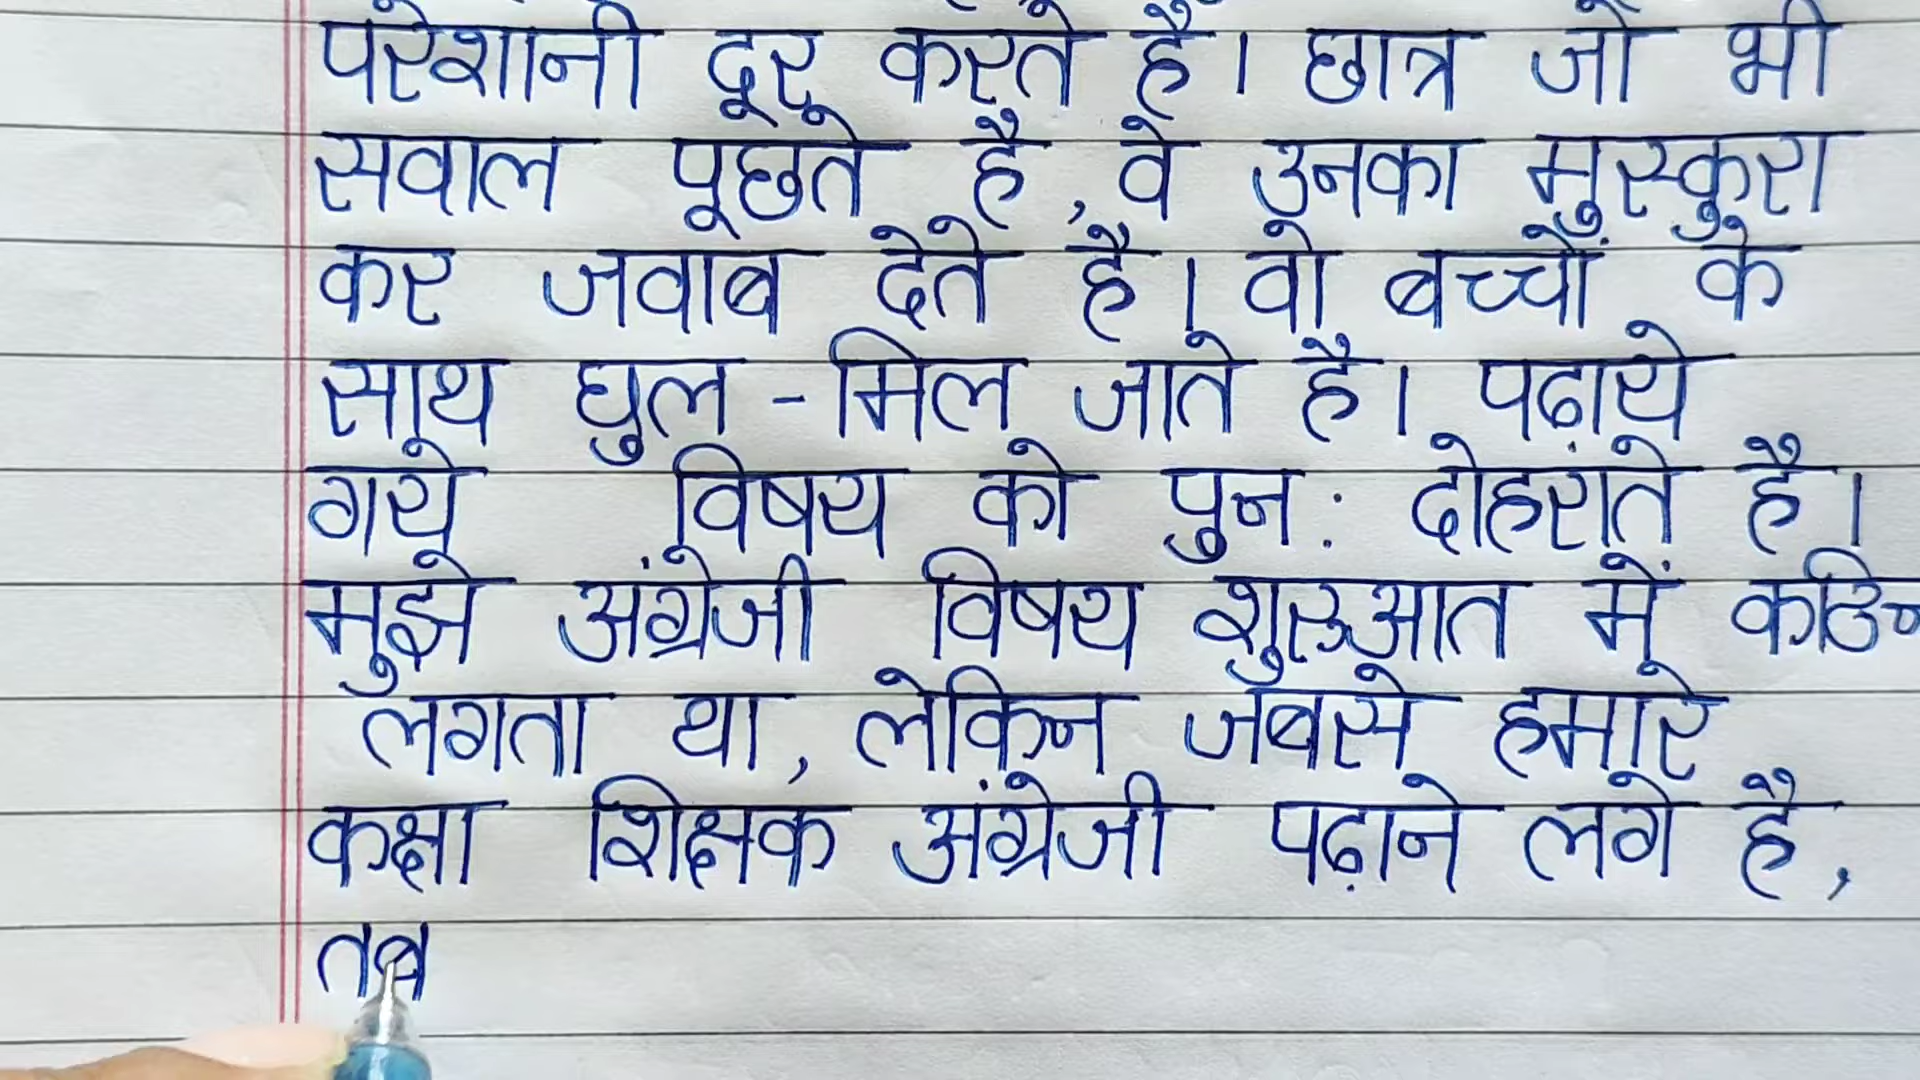 परेशानी दूर करते हैं। छात्र जो भी
सवाल पूछते है, वे उनका मुस्कुरा
कर जवाब देते है। वो बच्चों के
साथ घुल - मिल जाते है। पढ़ाये
गये विषय को पुन: दोहरांते है।
मुझे अंग्रेजी विषय शुरुआत में कठिन
लगता था, लेकिन जबसे हमारे
कक्षा शिक्षक अंग्रेजी पढ़ाने लगे है,
तब